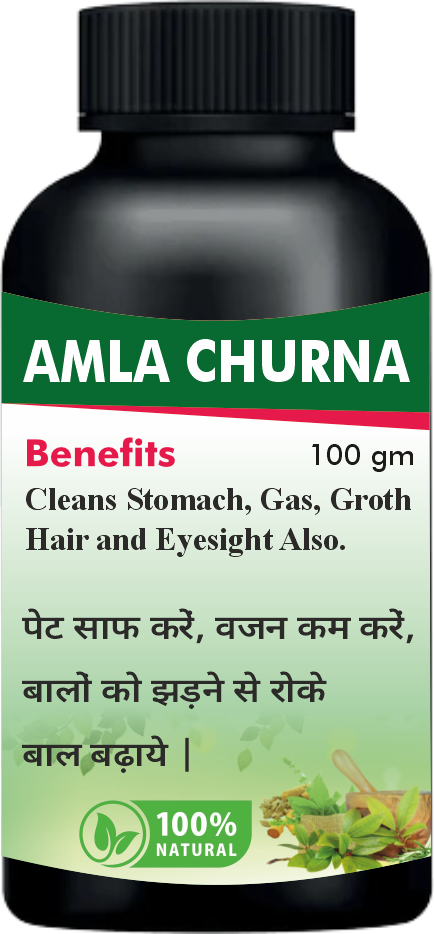 AMLA CHURNA
Benefits 100 gm
Cleans Stomach, Gas, Groth
Hair and Eyesight Also.
पेट साफ करें, वजन कम करें,
बालों को झड़ने से रोके
बाल बढ़ाये |
100%
NATURAL